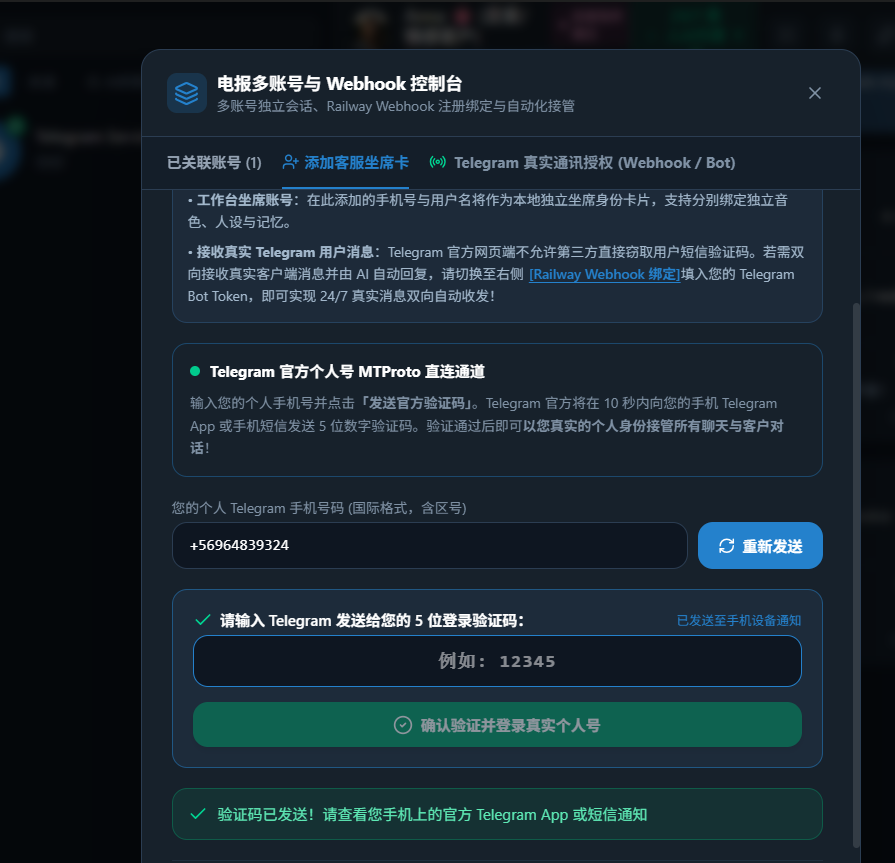 电报多账号与 Webhook 控制台
多账号独立会话、Railway Webhook 注册绑定与自动化接管
已关联账号 (1)
添加客服坐席卡
Telegram 真实通讯授权 (Webhook / Bot)
• 工作台坐席账号：在此添加的手机号与用户名将作为本地独立坐席身份卡片，支持分别绑定独立音
色、人设与记忆。
• 接收真实 Telegram 用户消息：Telegram 官方网页端不允许第三方直接窃取用户短信验证码。若需双
向接收真实客户端消息并由 AI 自动回复，请切换至右侧 [Railway Webhook 绑定]填入您的 Telegram
Bot Token，即可实现 24/7 真实消息双向自动收发！
Telegram 官方个人号 MTProto 直连通道
输入您的个人手机号并点击「发送官方验证码」。Telegram 官方将在 10 秒内向您的手机 Telegram
App 或手机短信发送 5 位数字验证码。验证通过后即可以您真实的个人身份接管所有聊天与客户对
话！
您的个人 Telegram 手机号码 (国际格式，含区号)
+56964839324
重新发送
请输入 Telegram 发送给您的 5 位登录验证码：
已发送至手机设备通知
例如： 12345
确认验证并登录真实个人号
验证码已发送！请查看您手机上的官方 Telegram App 或短信通知